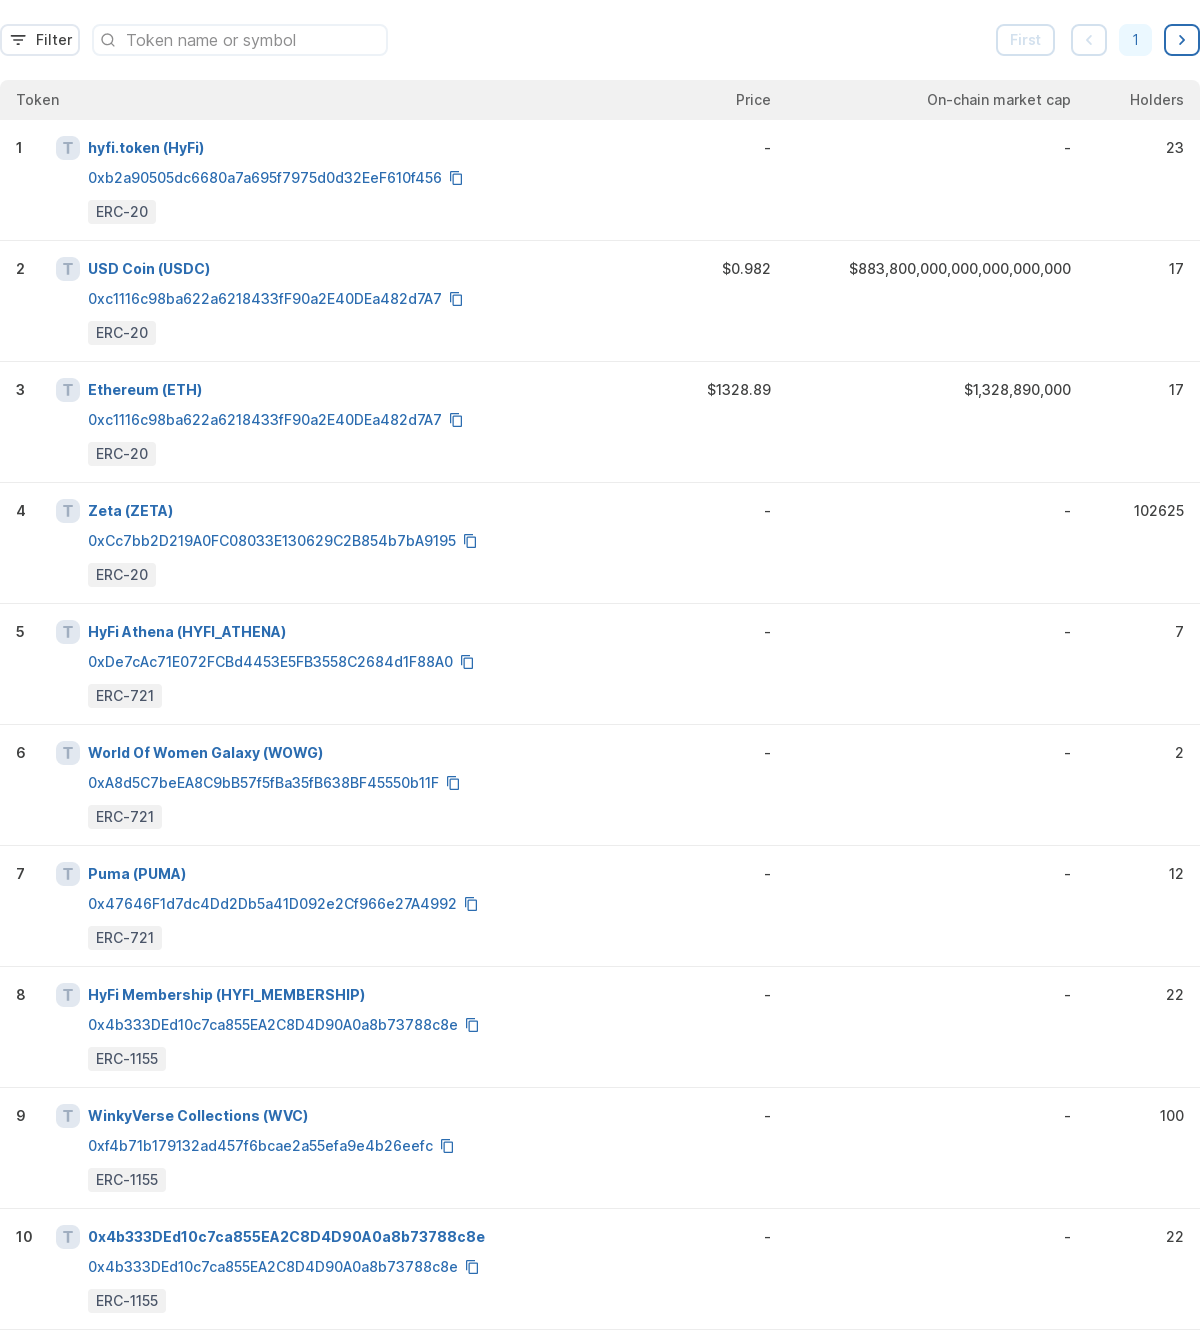 Filter
Token name or symbol
First
1
Token Price On-chain market cap Holders
1 T hyfi.token (HyFi) - - 23
0xb2a90505dc6680a7a695f7975d0d32EeF610f456
ERC-20
2 T USD Coin (USDC) $0.982 $883,800,000,000,000,000,000 17
0xc1116c98ba622a6218433fF90a2E40DEa482d7A7
ERC-20
3 T Ethereum (ETH) $1328.89 $1,328,890,000 17
0xc1116c98ba622a6218433fF90a2E40DEa482d7A7
ERC-20
4 T Zeta (ZETA) - - 102625
0xCc7bb2D219A0FC08033E130629C2B854b7bA9195
ERC-20
5 T HyFi Athena (HYFI_ATHENA) - - 7
0xDe7cAc71E072FCBd4453E5FB3558C2684d1F88A0
ERC-721
6 T World Of Women Galaxy (WOWG) - - 2
0xA8d5C7beEA8C9bB57f5fBa35fB638BF45550b11F
ERC-721
7 T Puma (PUMA) - - 12
0x47646F1d7dc4Dd2Db5a41D092e2Cf966e27A4992
ERC-721
8 T HyFi Membership (HYFI_MEMBERSHIP) - - 22
0x4b333DEd10c7ca855EA2C8D4D90A0a8b73788c8e
ERC-1155
9 T WinkyVerse Collections (WVC) - - 100
0xf4b71b179132ad457f6bcae2a55efa9e4b26eefc
ERC-1155
10 T 0x4b333DEd10c7ca855EA2C8D4D90A0a8b73788c8e - - 22
0x4b333DEd10c7ca855EA2C8D4D90A0a8b73788c8e
ERC-1155